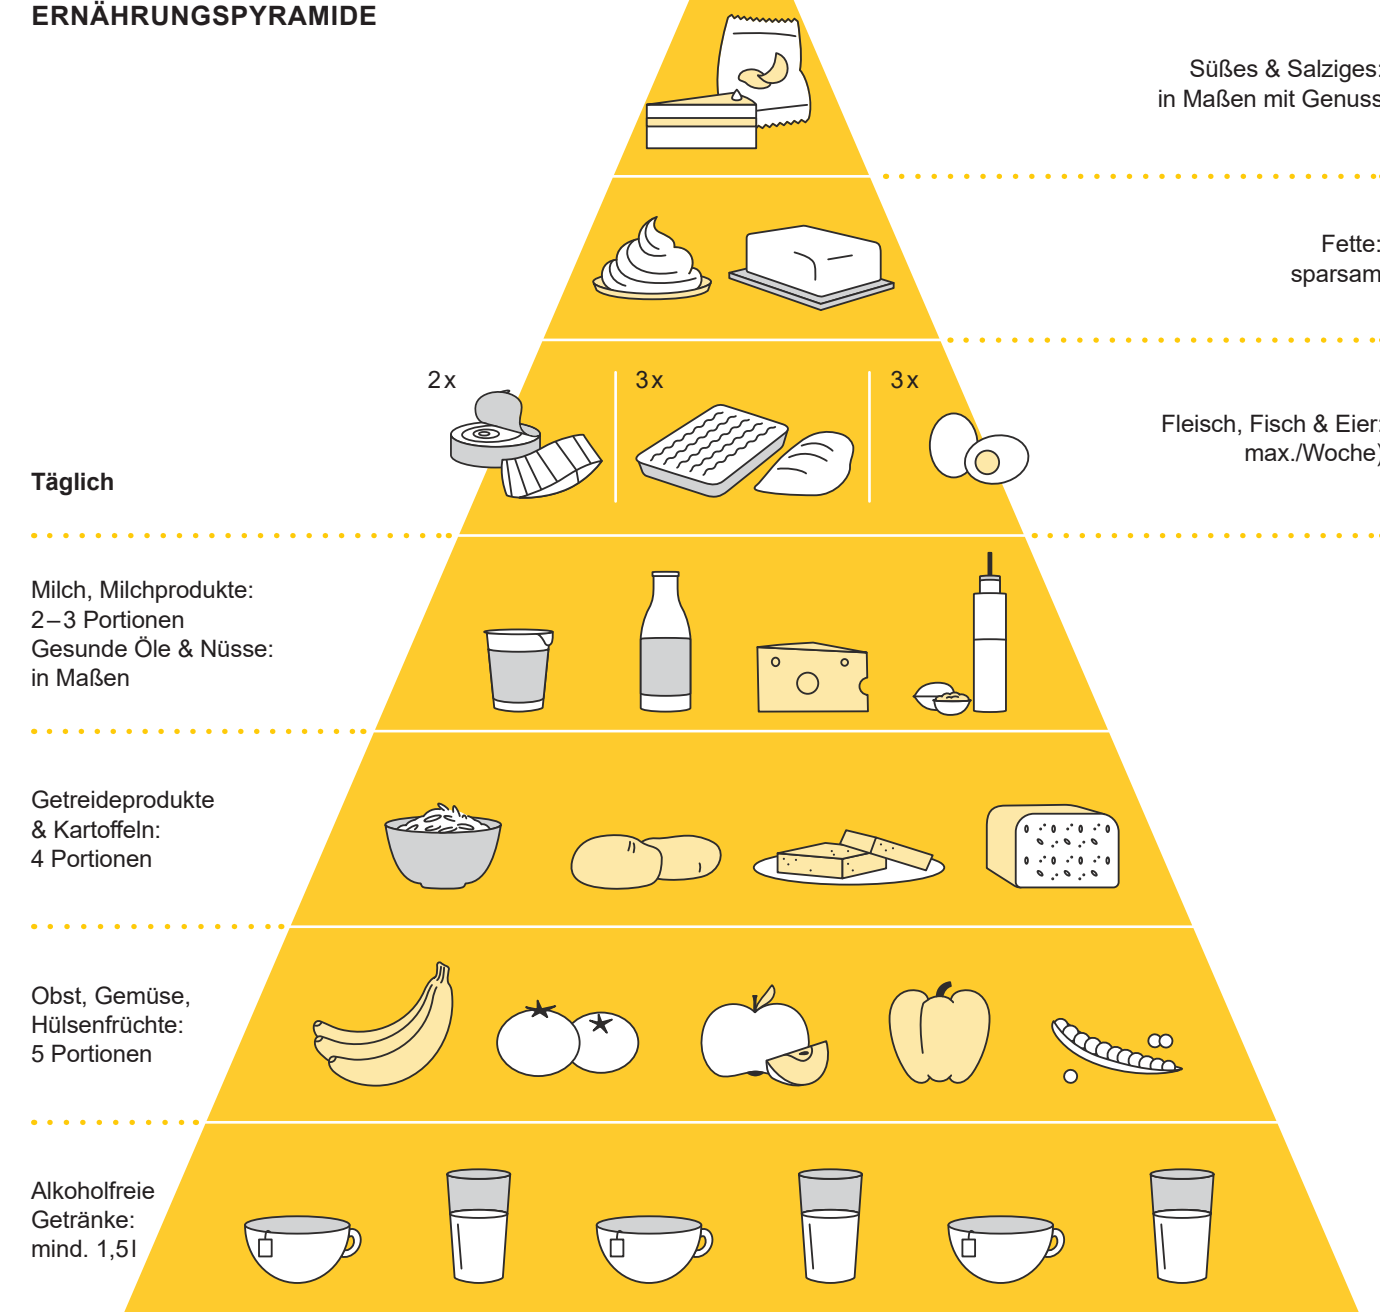 ERNÄHRUNGSPYRAMIDE
Süßes & Salziges:
in Maßen mit Genuss
Fette:
sparsam
2x
3x
3x
Fleisch, Fisch & Eier:
max./Woche)
Täglich
Milch, Milchprodukte:
2–3 Portionen
Gesunde Öle & Nüsse:
in Maßen
Getreideprodukte
& Kartoffeln:
4 Portionen
Obst, Gemüse,
Hülsenfrüchte:
5 Portionen
Alkoholfreie
Getränke:
mind. 1,5l